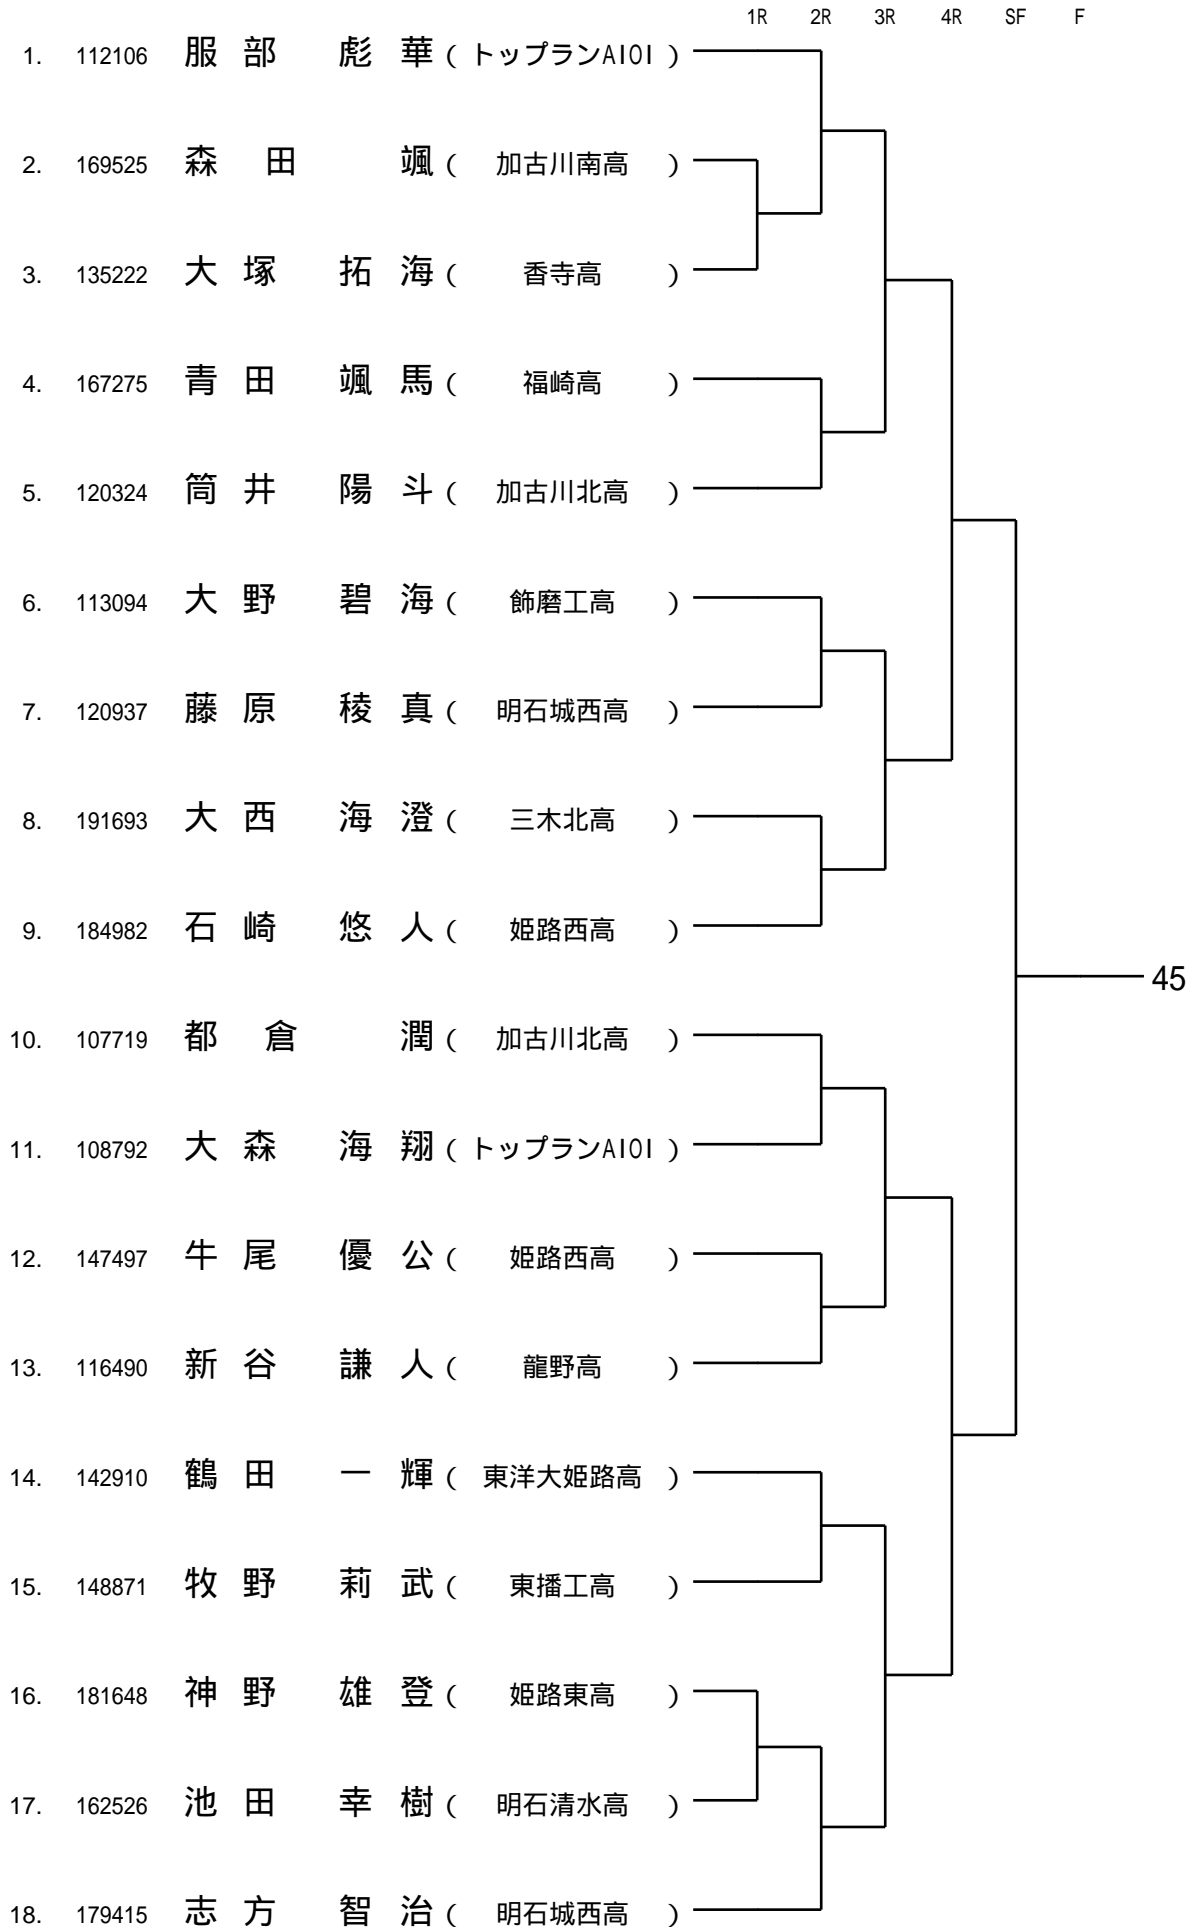 1R 2R 3R 4R SF F
1. 112106 服部 彪華 ( トップランAIOI )
2. 169525 森田 颯 ( 加古川南高 )
3. 135222 大塚 拓海 ( 香寺高 )
4. 167275 青田 颯馬 ( 福崎高 )
5. 120324 筒井 陽斗 ( 加古川北高 )
6. 113094 大野 碧海 ( 飾磨工高 )
7. 120937 藤原 稜真 ( 明石城西高 )
8. 191693 大西 海澄 ( 三木北高 )
9. 184982 石崎 悠人 ( 姫路西高 )
45
10. 107719 都倉 潤 ( 加古川北高 )
11. 108792 大森 海翔 ( トップランAIOI )
12. 147497 牛尾 優公 ( 姫路西高 )
13. 116490 新谷 謙人 ( 龍野高 )
14. 142910 鶴田 一輝 ( 東洋大姫路高 )
15. 148871 牧野 莉武 ( 東播工高 )
16. 181648 神野 雄登 ( 姫路東高 )
17. 162526 池田 幸樹 ( 明石清水高 )
18. 179415 志方 智治 ( 明石城西高 )